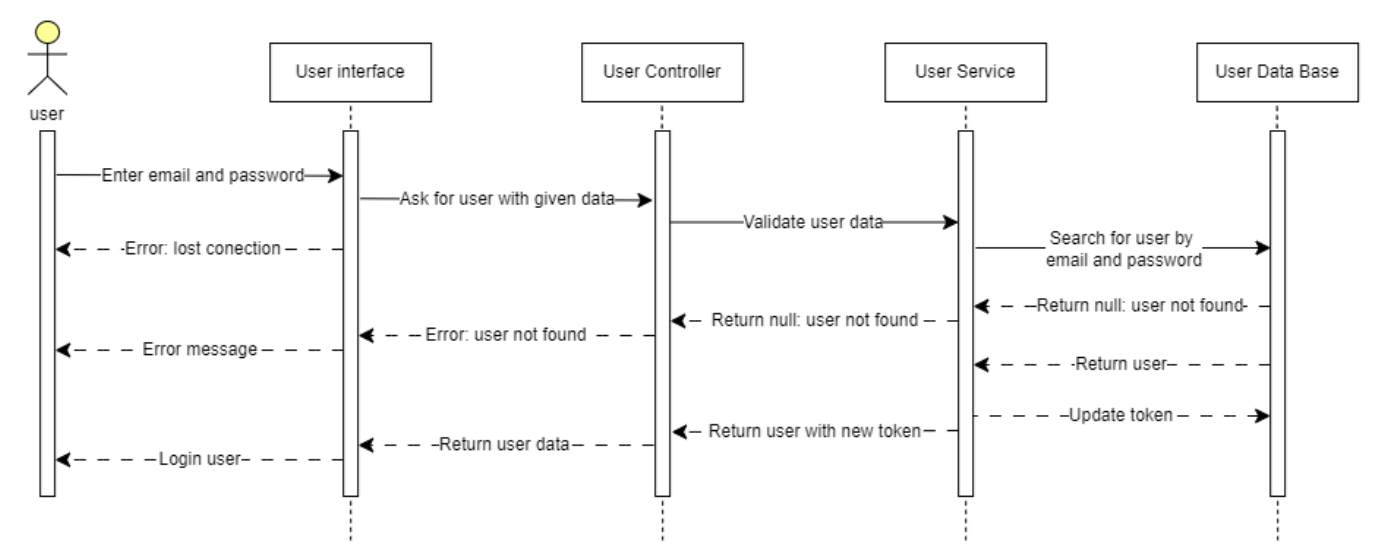 user
User interface
User Controller
User Service
User Data Base
Enter email and password
Ask for user with given data
Validate user data
Error: lost conection
Search for user by
email and password
Return null: user not found
Return null: user not found
Error: user not found
Error message
Return user
Update token
Return user with new token
Return user data
Login user